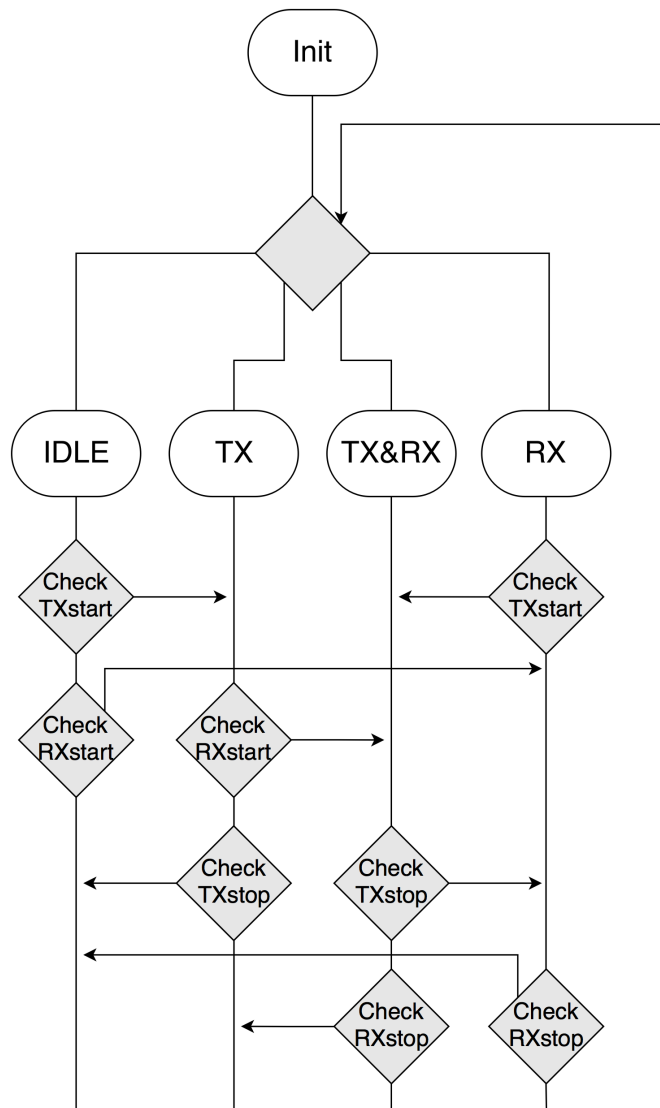 Init
IDLE
TX
TX&RX
RX
Check
TXstart
Check
TXstart
Check
RXstart
Check
RXstart
Check
TXstop
Check
TXstop
Check
RXstop
Check
RXstop